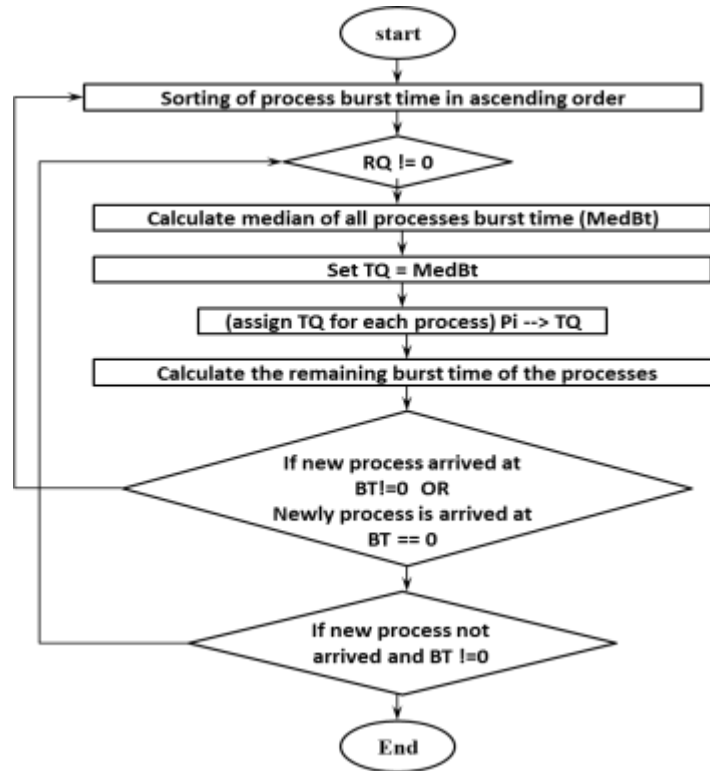 start
Sorting of process burst time in ascending order
RQ != 0
Calculate median of all processes burst time (MedBt)
Set TQ = MedBt
(assign TQ for each process) Pi --> TQ
Calculate the remaining burst time of the processes
If new process arrived at
BT!=0 OR
Newly process is arrived at
BT == 0
If new process not
arrived and BT !=0
End